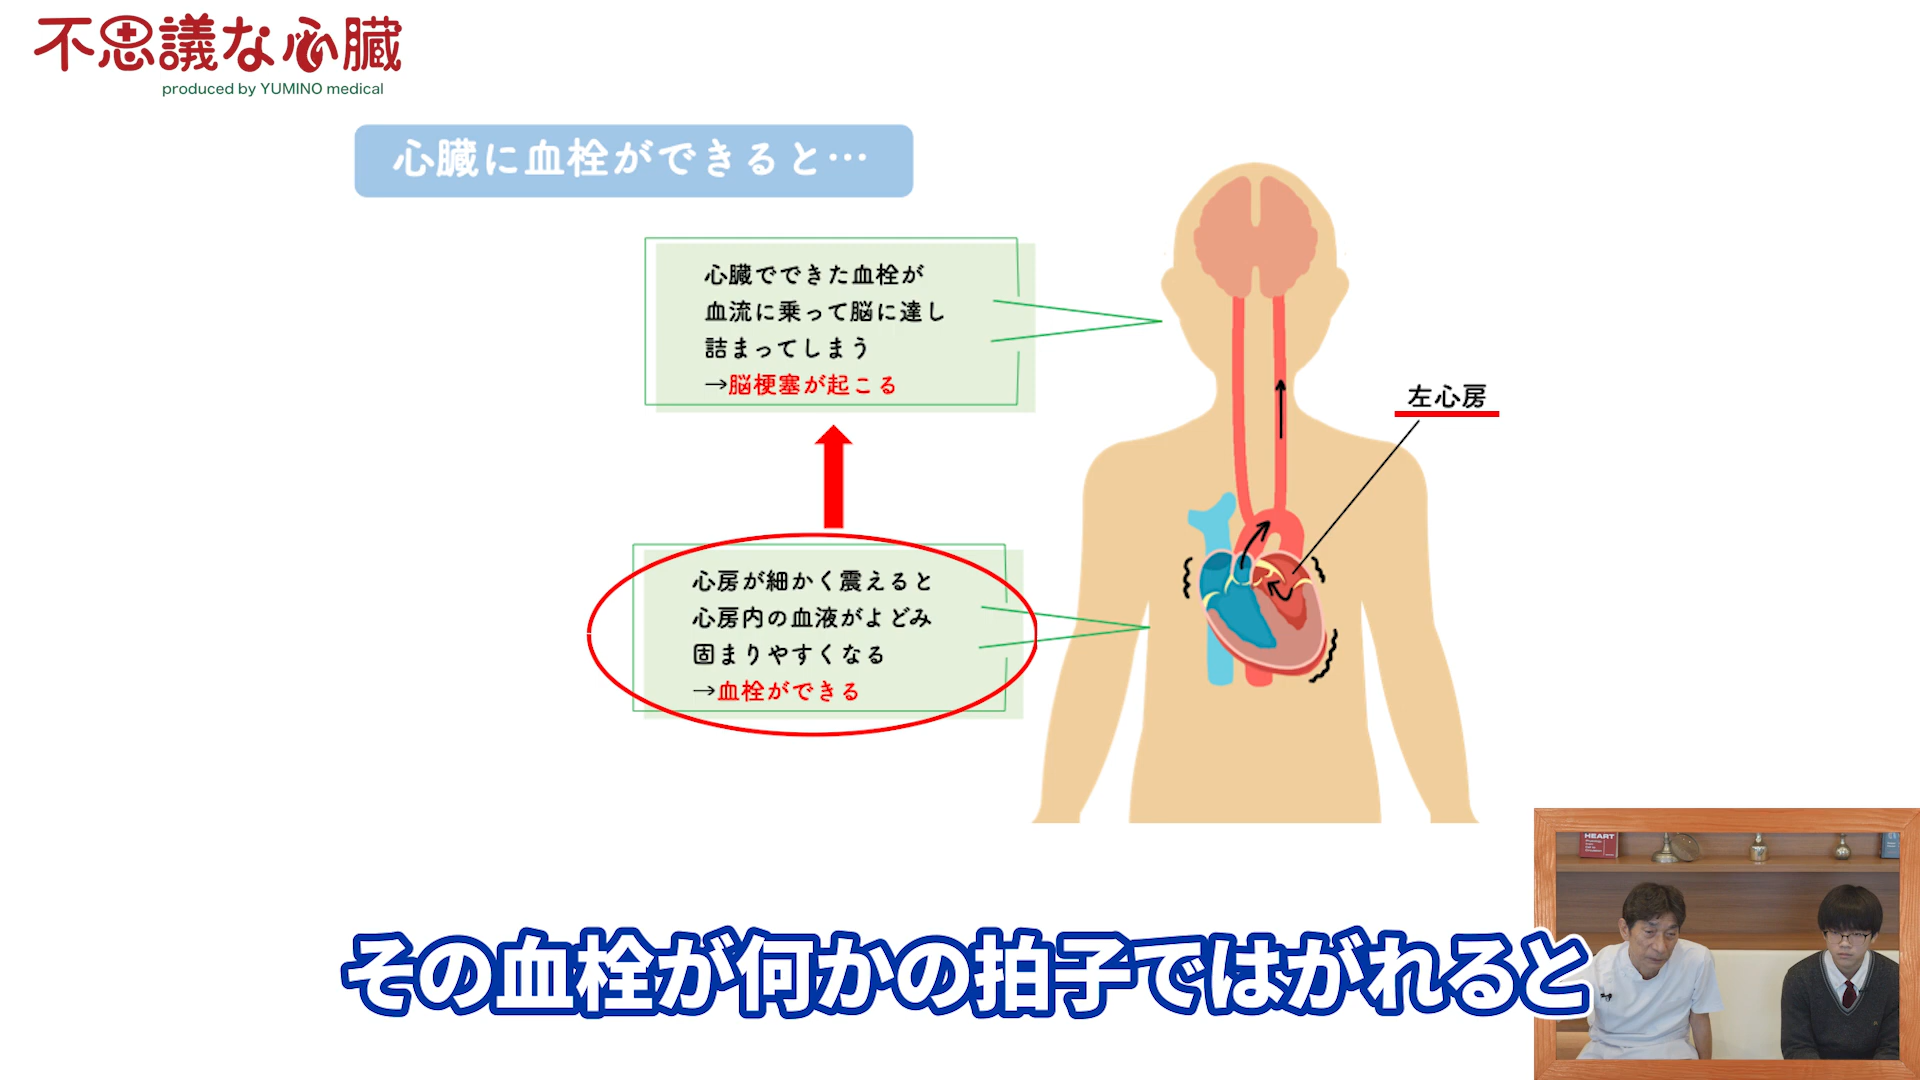 不思議な心臓
produced by YUMINO medical
心臓に血栓ができると…
心臓でできた血栓が
血流に乗って脳に達し
詰まってしまう
→脳梗塞が起こる
左心房
心房が細かく震えると
心房内の血液がよどみ
固まりやすくなる
→血栓ができる
HEART
その血栓が何かの拍子ではがれると